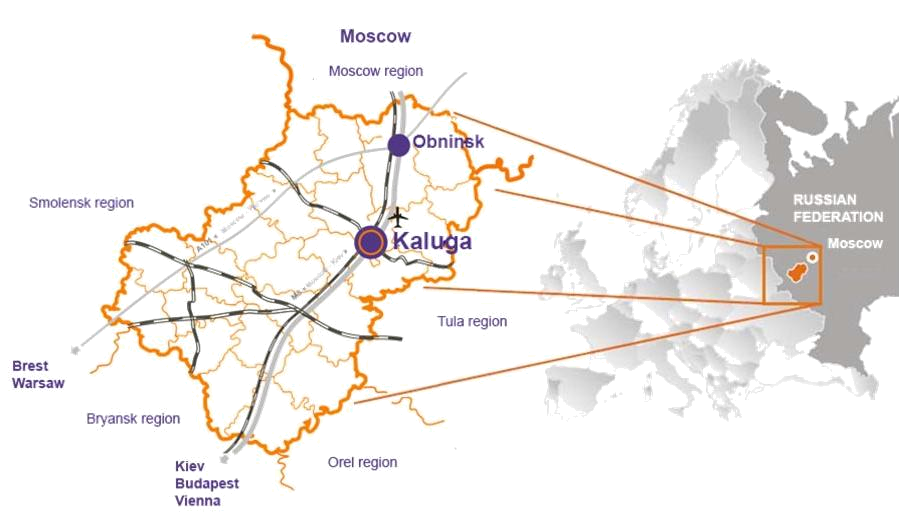 Moscow
Moscow region
Obninsk
Smolensk region
RUSSIAN
FEDERATION
Moscow
Kaluga
Tula region
Brest
Warsaw
Bryansk region
Orel region
Kiev
Budapest
Vienna